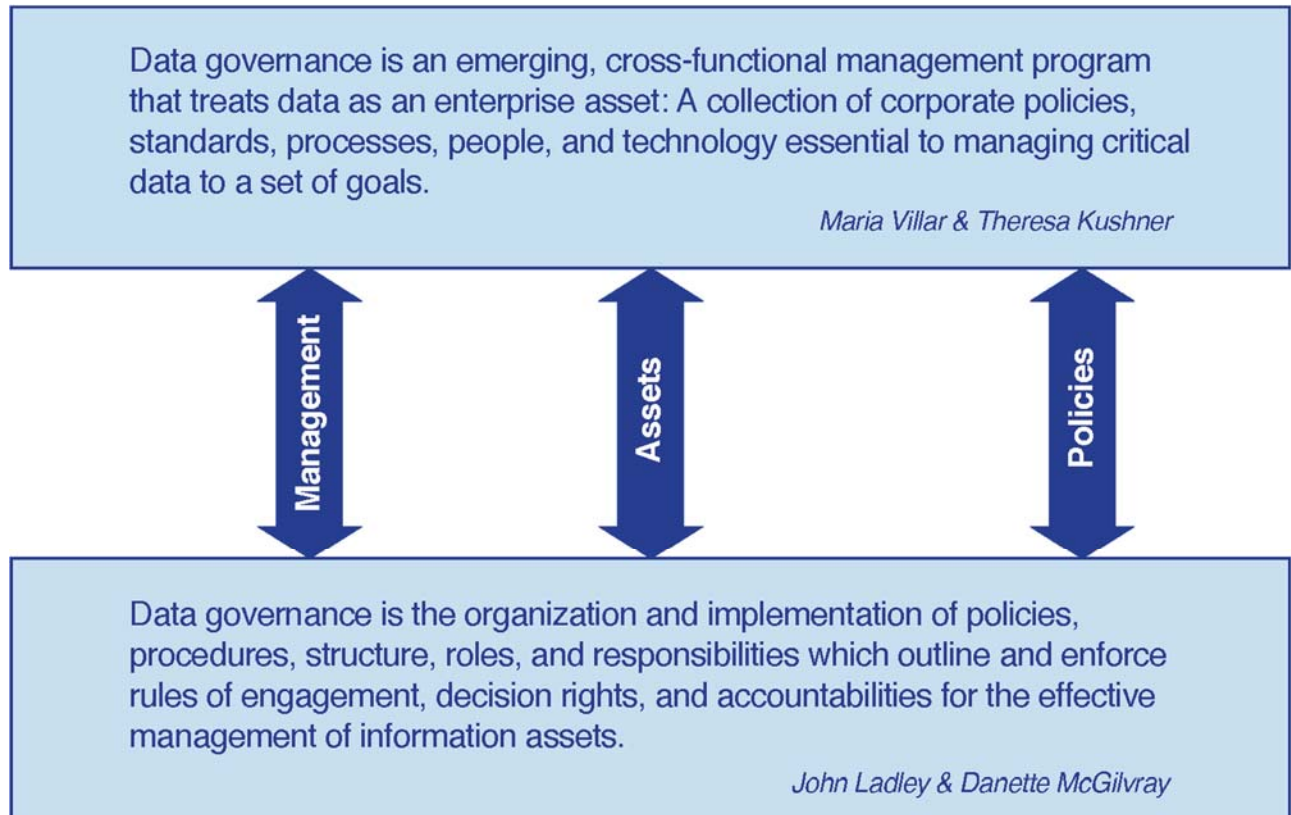 Data governance is an emerging, cross-functional management program
that treats data as an enterprise asset: A collection of corporate policies,
standards, processes, people, and technology essential to managing critical
data to a set of goals.
Maria Villar & Theresa Kushner
Management
Assets
Policies
Data governance is the organization and implementation of policies,
procedures, structure, roles, and responsibilities which outline and enforce
rules of engagement, decision rights, and accountabilities for the effective
management of information assets.
John Ladley & Danette McGilvray